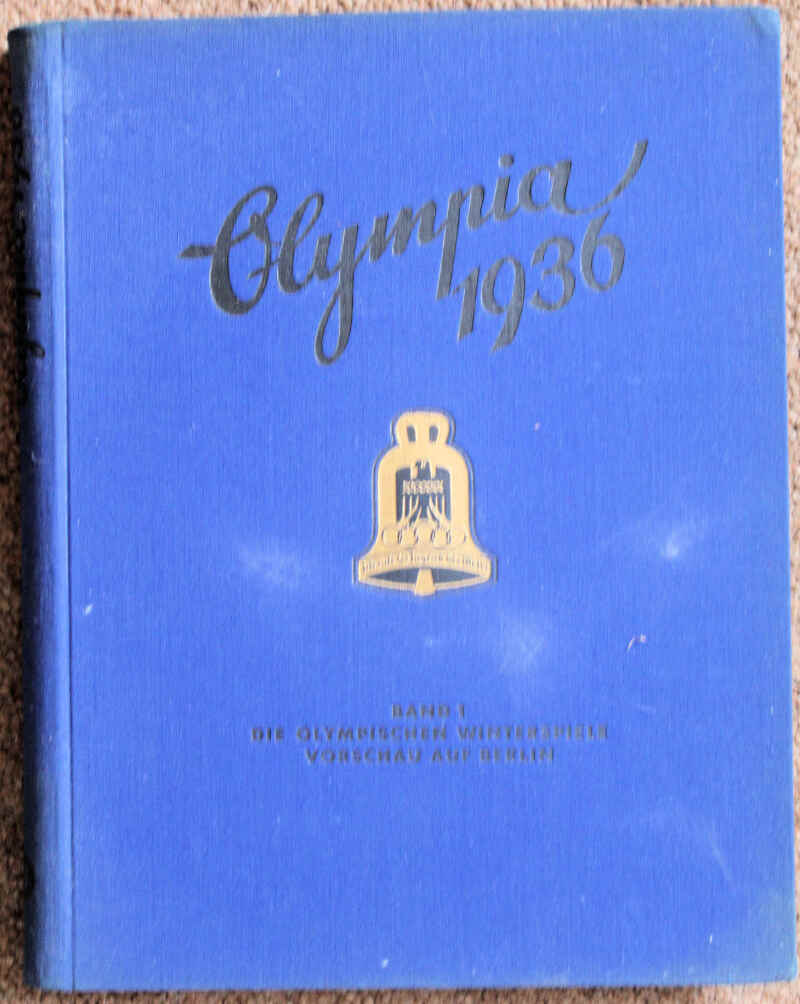 Olympia
1936
BAND I
DIE OLYMPISCHEN WINTERSPIELE
VORSCHAU AUF BERLIN